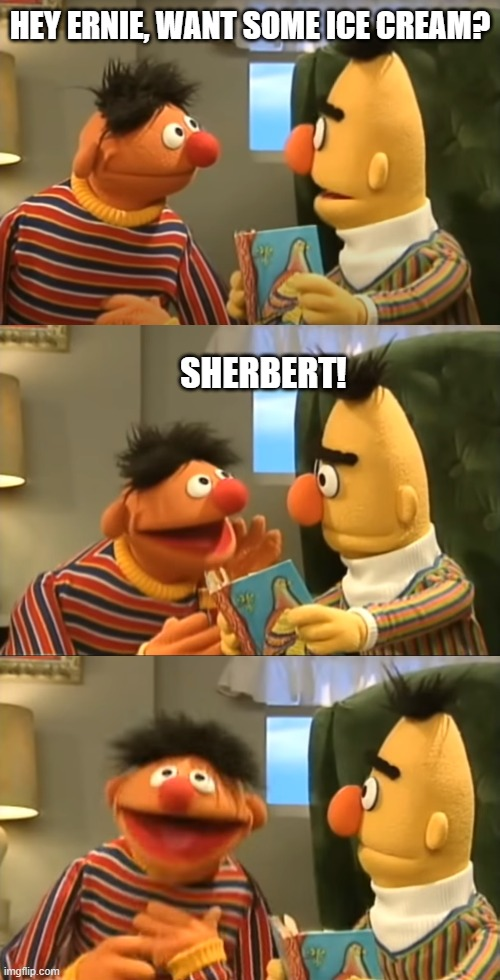 HEY ERNIE, WANT SOME ICE CREAM?
SHERBERT!
imgflip.com